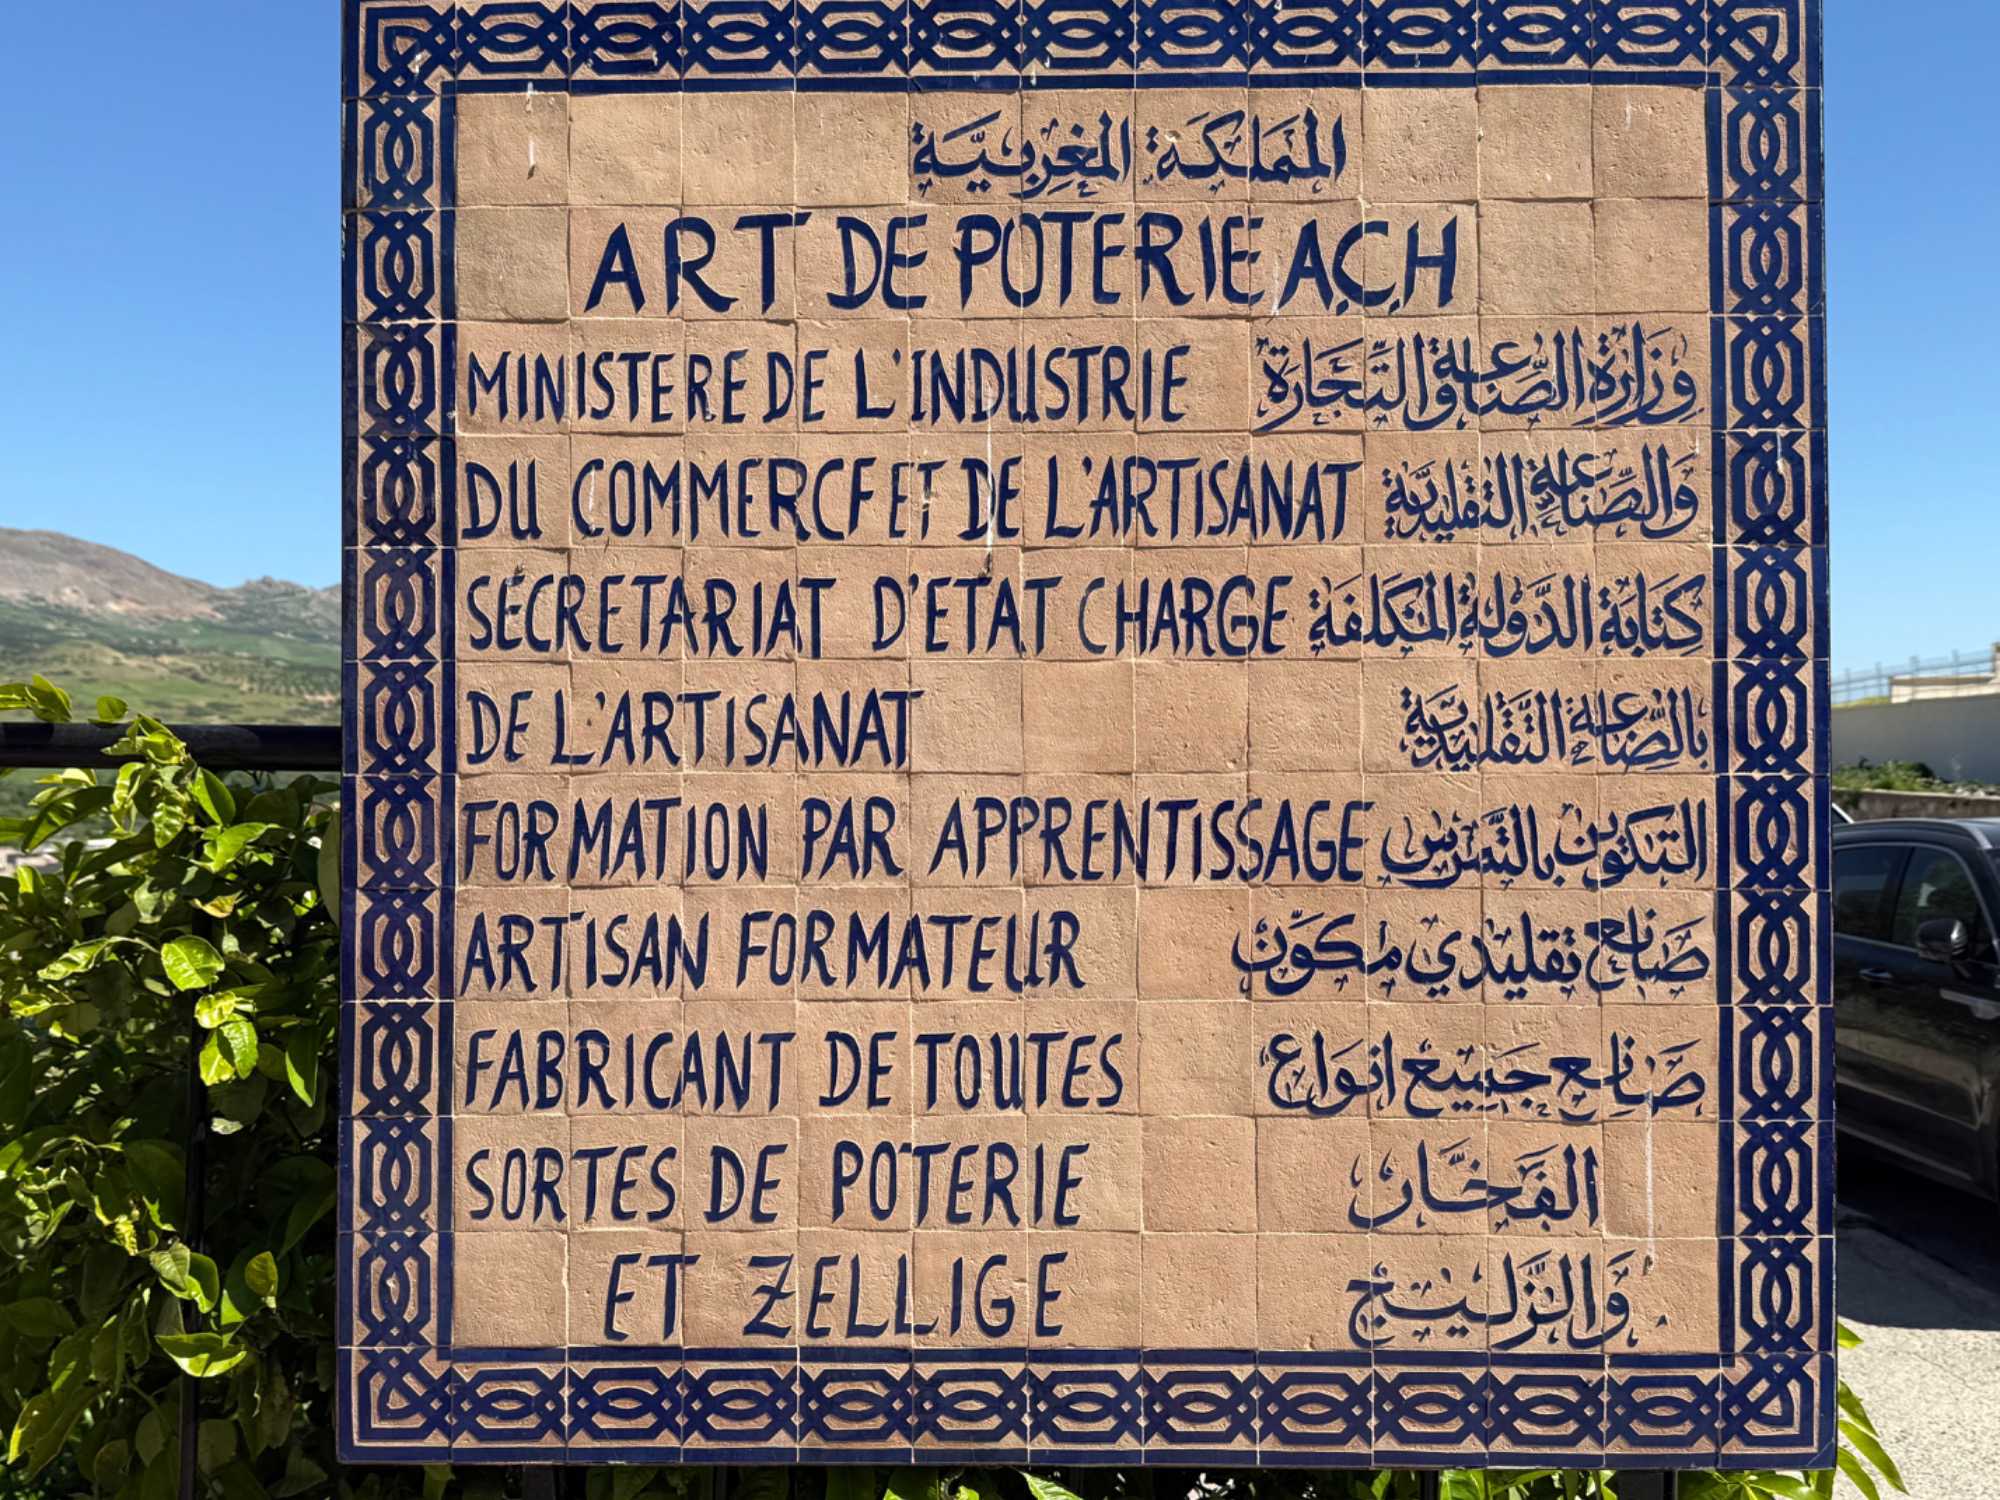 المملكة المغربية
ART DE POTERIE A.C.H
MINISTERE DE L'INDUSTRIE وزارة الصناعة والتجارة
DU COMMERCE ET DE L'ARTISANAT والصناعة التقليدية
SECRETARIAT D'ETAT CHARGE كتابة الدولة المكلفة
DE L'ARTISANAT بالصناعة التقليدية
FORMATION PAR APPRENTISSAGE التكوين بالتمرس
ARTISAN FORMATEUR صانع تقليدي مكون
FABRICANT DE TOUTES صانع جميع انواع
SORTES DE POTERIE الفخار
ET ZELLIGE والزليج